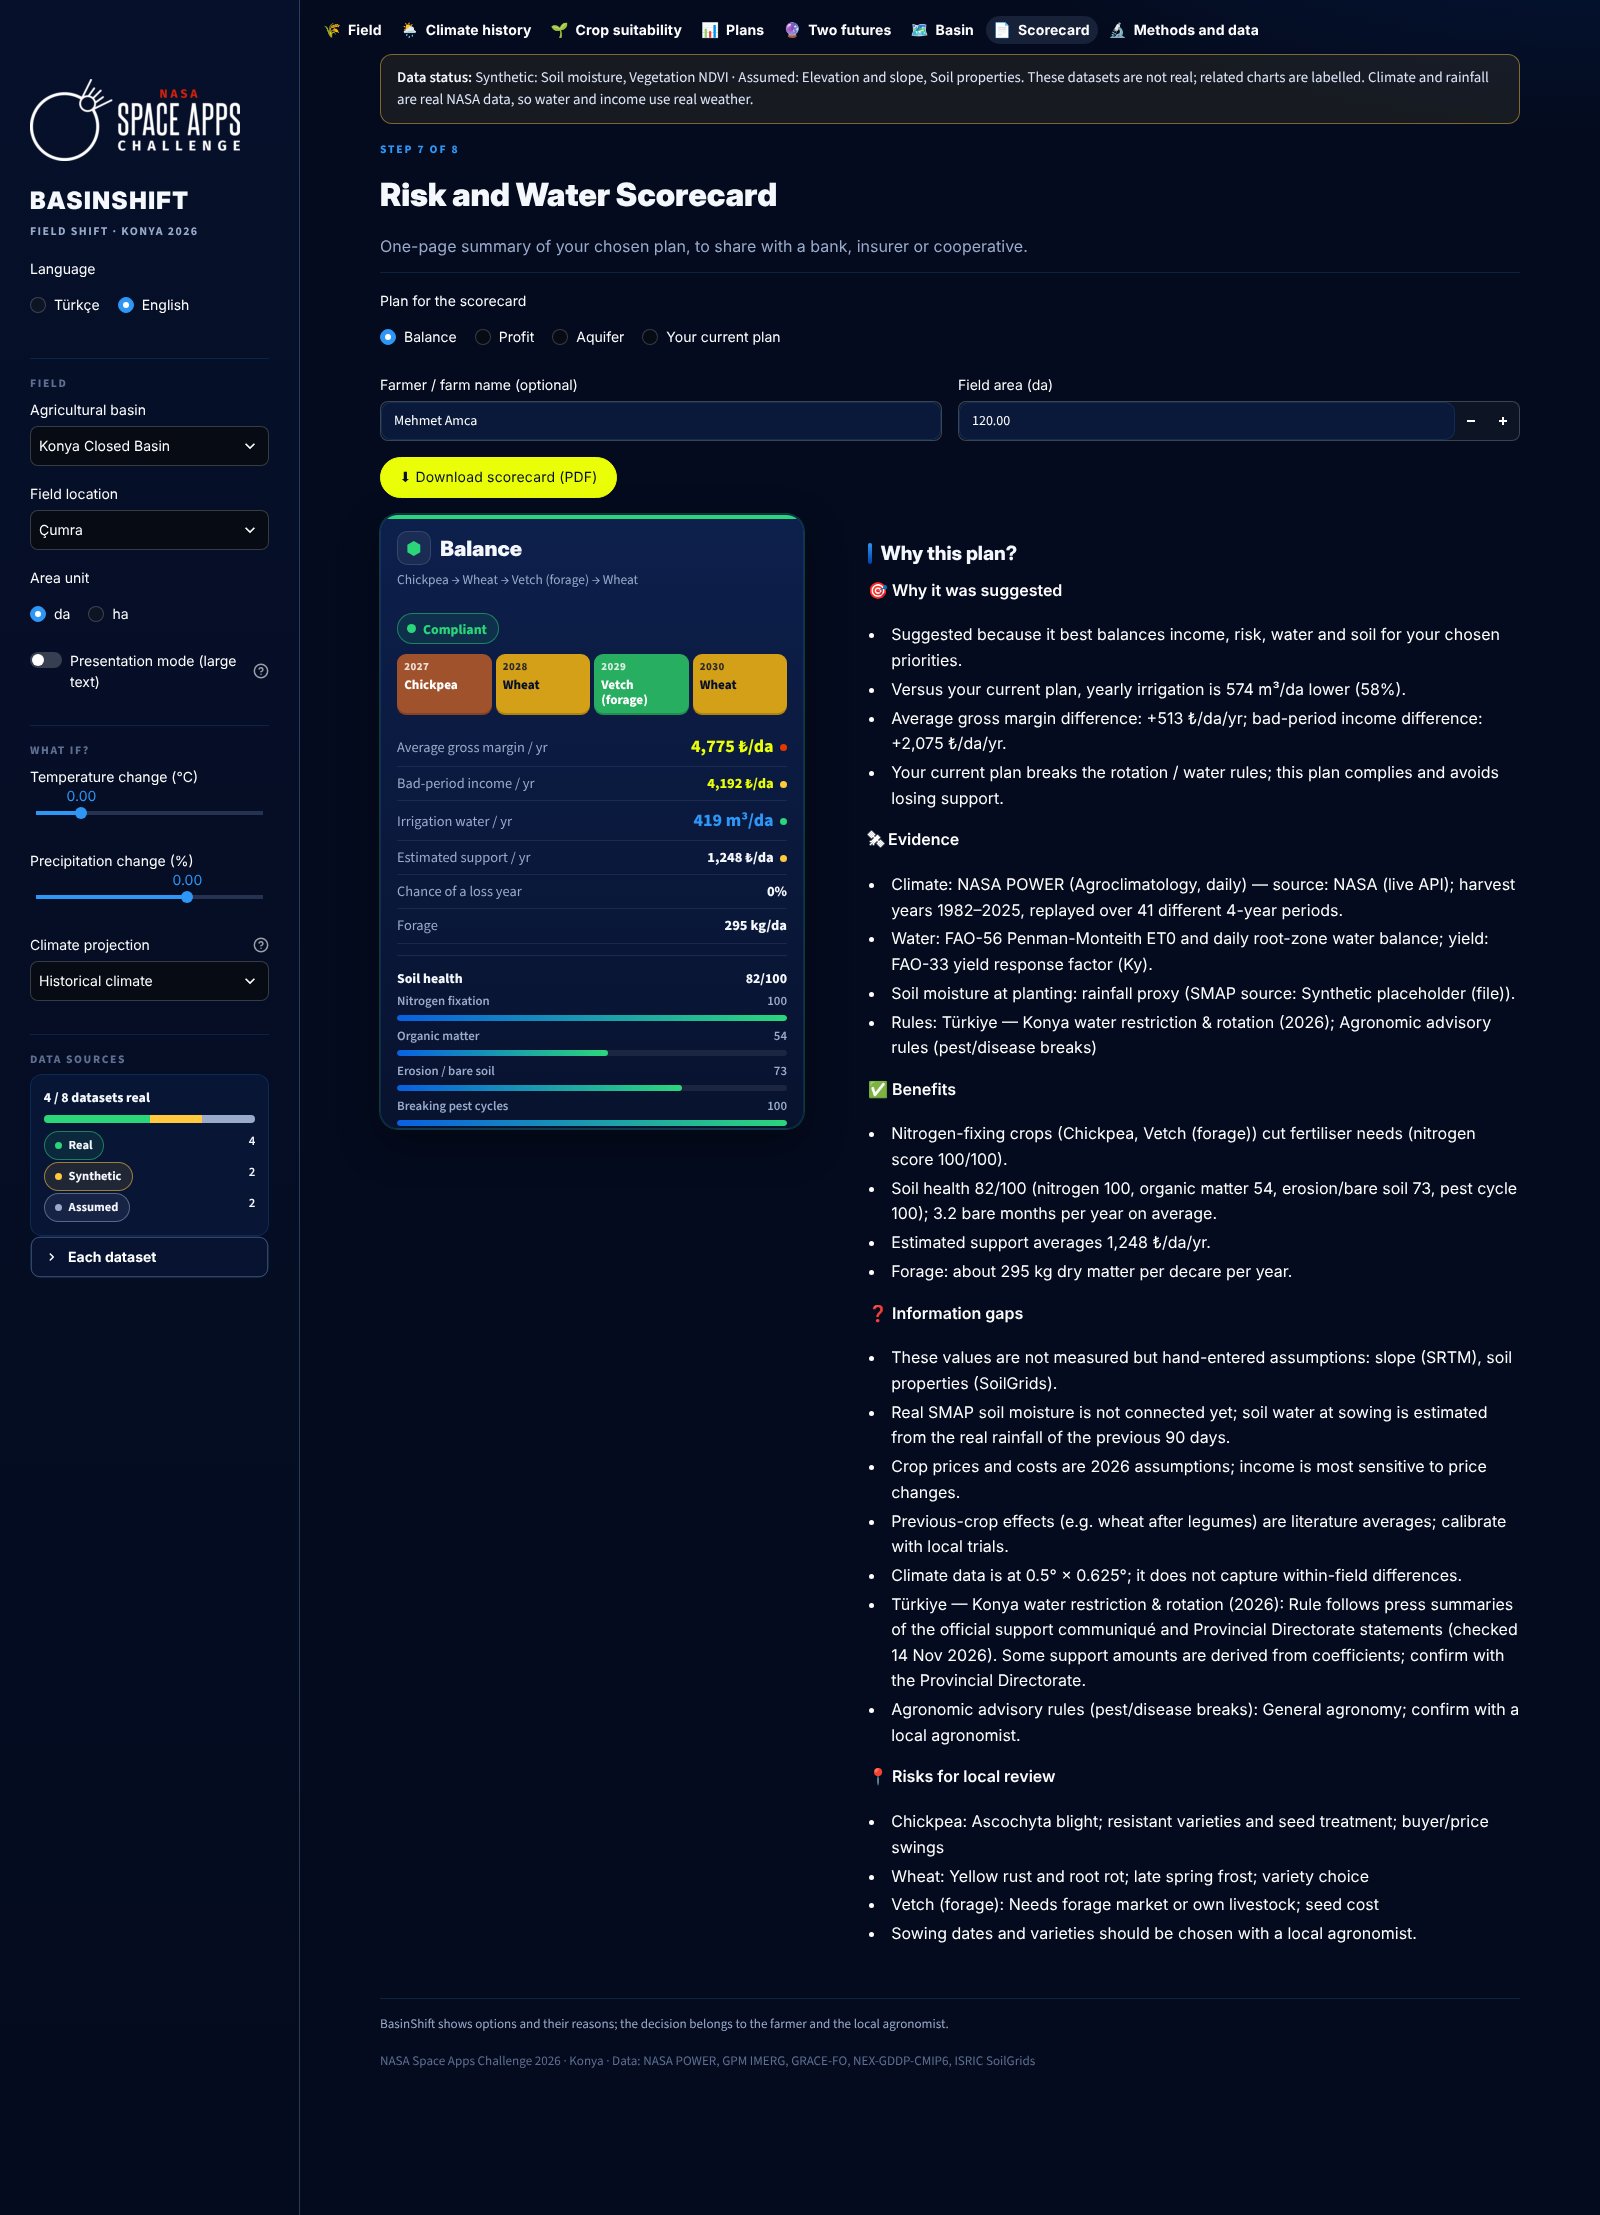 🌾 Field 🌦️ Climate history 🌱 Crop suitability 📊 Plans 🔮 Two futures 🗺️ Basin 📄 Scorecard 🔬 Methods and data
NASA
SPACE APPS
CHALLENGE
BASINSHIFT
FIELD SHIFT · KONYA 2026
Language
Türkçe English
FIELD
Agricultural basin
Konya Closed Basin
Field location
Çumra
Area unit
da ha
Presentation mode (large
text)
WHAT IF?
Temperature change (°C)
0.00
Precipitation change (%)
0.00
Climate projection
Historical climate
DATA SOURCES
4 / 8 datasets real
Real 4
Synthetic 2
Assumed 2
Each dataset
Data status: Synthetic: Soil moisture, Vegetation NDVI · Assumed: Elevation and slope, Soil properties. These datasets are not real; related charts are labelled. Climate and rainfall
are real NASA data, so water and income use real weather.
STEP 7 OF 8
Risk and Water Scorecard
One-page summary of your chosen plan, to share with a bank, insurer or cooperative.
Plan for the scorecard
Balance Profit Aquifer Your current plan
Farmer / farm name (optional) Field area (da)
Mehmet Amca 120.00 − +
⬇ Download scorecard (PDF)
Balance
Chickpea → Wheat → Vetch (forage) → Wheat
Compliant
2027 2028 2029 2030
Chickpea Wheat Vetch Wheat
(forage)
Average gross margin / yr 4,775 ₺/da
Bad-period income / yr 4,192 ₺/da
Irrigation water / yr 419 m³/da
Estimated support / yr 1,248 ₺/da
Chance of a loss year 0%
Forage 295 kg/da
Soil health 82/100
Nitrogen fixation 100
Organic matter 54
Erosion / bare soil 73
Breaking pest cycles 100
Why this plan?
🎯 Why it was suggested
• Suggested because it best balances income, risk, water and soil for your chosen
priorities.
• Versus your current plan, yearly irrigation is 574 m³/da lower (58%).
• Average gross margin difference: +513 ₺/da/yr; bad-period income difference:
+2,075 ₺/da/yr.
• Your current plan breaks the rotation / water rules; this plan complies and avoids
losing support.
🛰️ Evidence
• Climate: NASA POWER (Agroclimatology, daily) — source: NASA (live API); harvest
years 1982–2025, replayed over 41 different 4-year periods.
• Water: FAO-56 Penman-Monteith ET0 and daily root-zone water balance; yield:
FAO-33 yield response factor (Ky).
• Soil moisture at planting: rainfall proxy (SMAP source: Synthetic placeholder (file)).
• Rules: Türkiye — Konya water restriction & rotation (2026); Agronomic advisory
rules (pest/disease breaks)
✅ Benefits
• Nitrogen-fixing crops (Chickpea, Vetch (forage)) cut fertiliser needs (nitrogen
score 100/100).
• Soil health 82/100 (nitrogen 100, organic matter 54, erosion/bare soil 73, pest cycle
100); 3.2 bare months per year on average.
• Estimated support averages 1,248 ₺/da/yr.
• Forage: about 295 kg dry matter per decare per year.
❓ Information gaps
• These values are not measured but hand-entered assumptions: slope (SRTM), soil
properties (SoilGrids).
• Real SMAP soil moisture is not connected yet; soil water at sowing is estimated
from the real rainfall of the previous 90 days.
• Crop prices and costs are 2026 assumptions; income is most sensitive to price
changes.
• Previous-crop effects (e.g. wheat after legumes) are literature averages; calibrate
with local trials.
• Climate data is at 0.5° × 0.625°; it does not capture within-field differences.
• Türkiye — Konya water restriction & rotation (2026): Rule follows press summaries
of the official support communiqué and Provincial Directorate statements (checked
14 Nov 2026). Some support amounts are derived from coefficients; confirm with
the Provincial Directorate.
• Agronomic advisory rules (pest/disease breaks): General agronomy; confirm with a
local agronomist.
📍 Risks for local review
• Chickpea: Ascochyta blight; resistant varieties and seed treatment; buyer/price
swings
• Wheat: Yellow rust and root rot; late spring frost; variety choice
• Vetch (forage): Needs forage market or own livestock; seed cost
• Sowing dates and varieties should be chosen with a local agronomist.
BasinShift shows options and their reasons; the decision belongs to the farmer and the local agronomist.
NASA Space Apps Challenge 2026 · Konya · Data: NASA POWER, GPM IMERG, GRACE-FO, NEX-GDDP-CMIP6, ISRIC SoilGrids